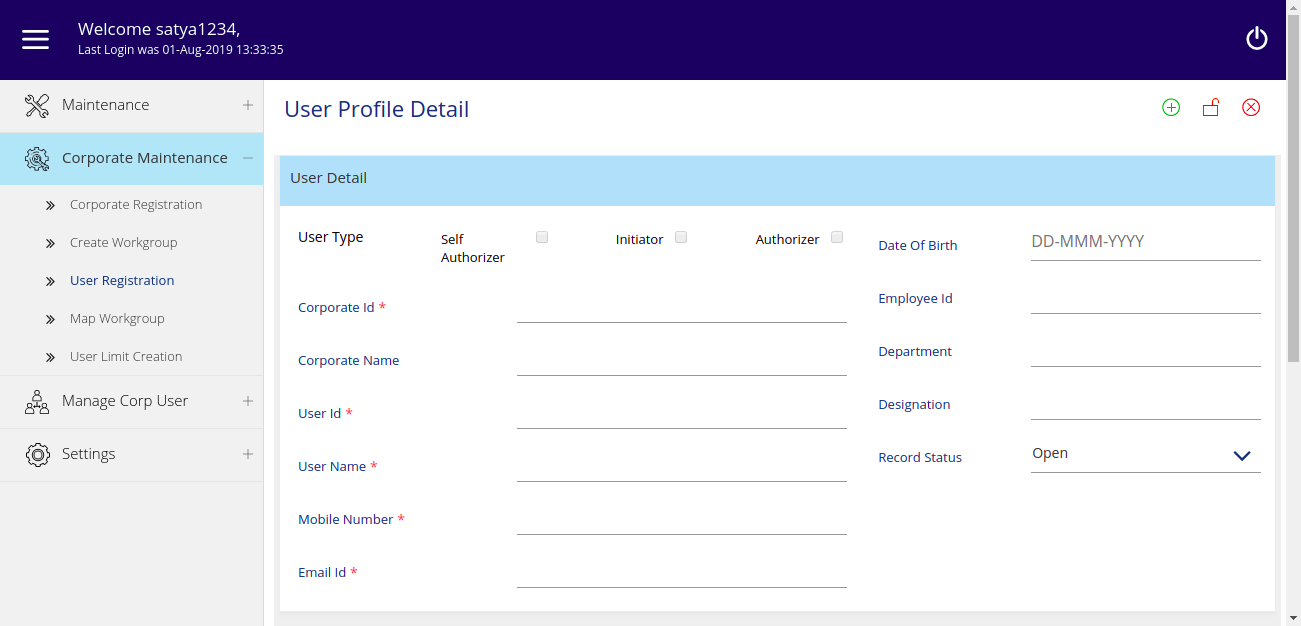 Welcome satya1234,
Last Login was 01-Aug-2019 13:33:35
Maintenance
Corporate Maintenance
Corporate Registration
Create Workgroup
User Registration
Map Workgroup
User Limit Creation
Manage Corp User
Settings
User Profile Detail
User Detail
User Type
Self
Authorizer
Initiator
Authorizer
Corporate Id *
Corporate Name
User Id *
User Name *
Mobile Number *
Email Id *
Date Of Birth DD-MMM-YYYY
Employee Id
Department
Designation
Record Status Open